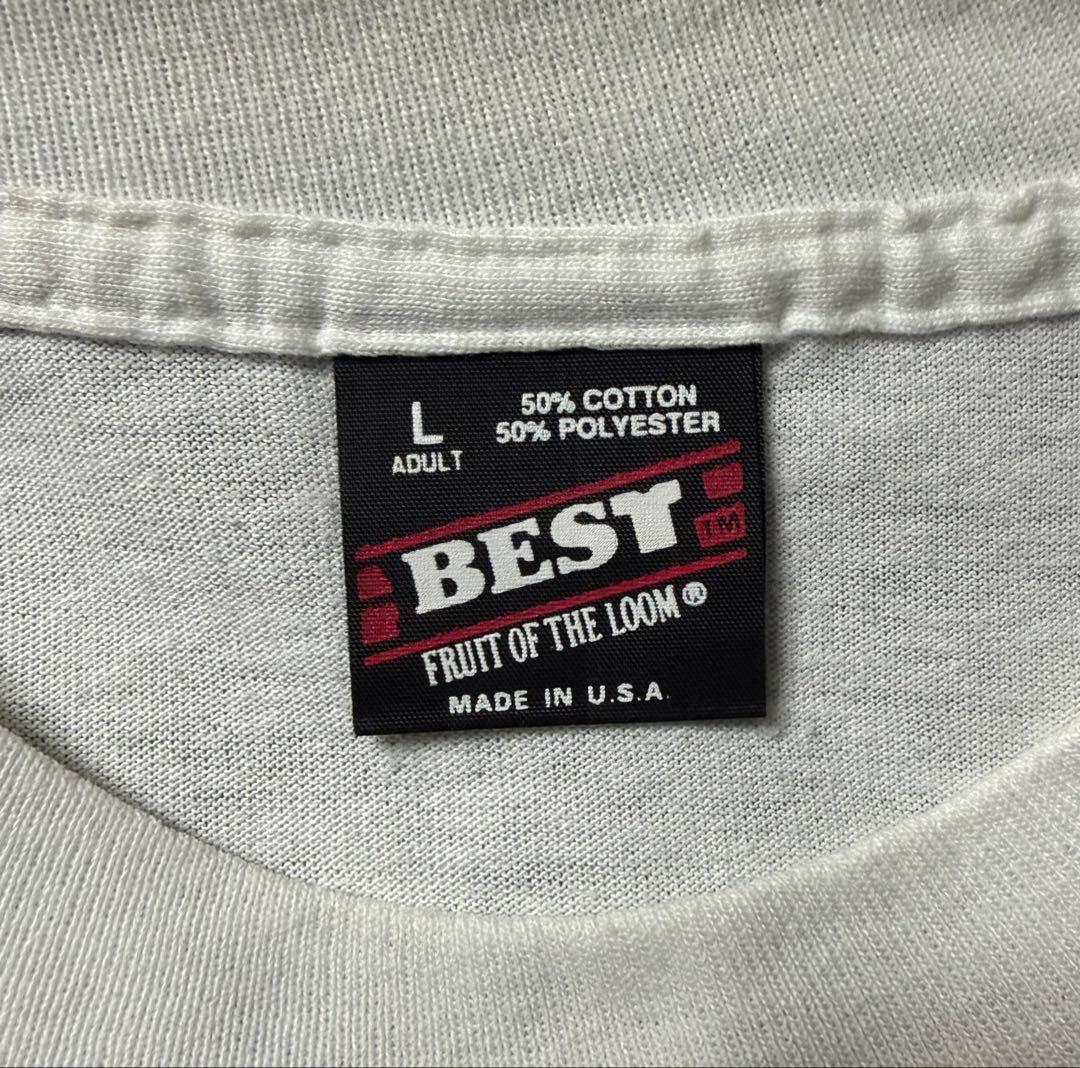 L
ADULT
50% COTTON
50% POLYESTER
BEST
TM
FRUIT OF THE LOOM®
MADE IN U.S.A.